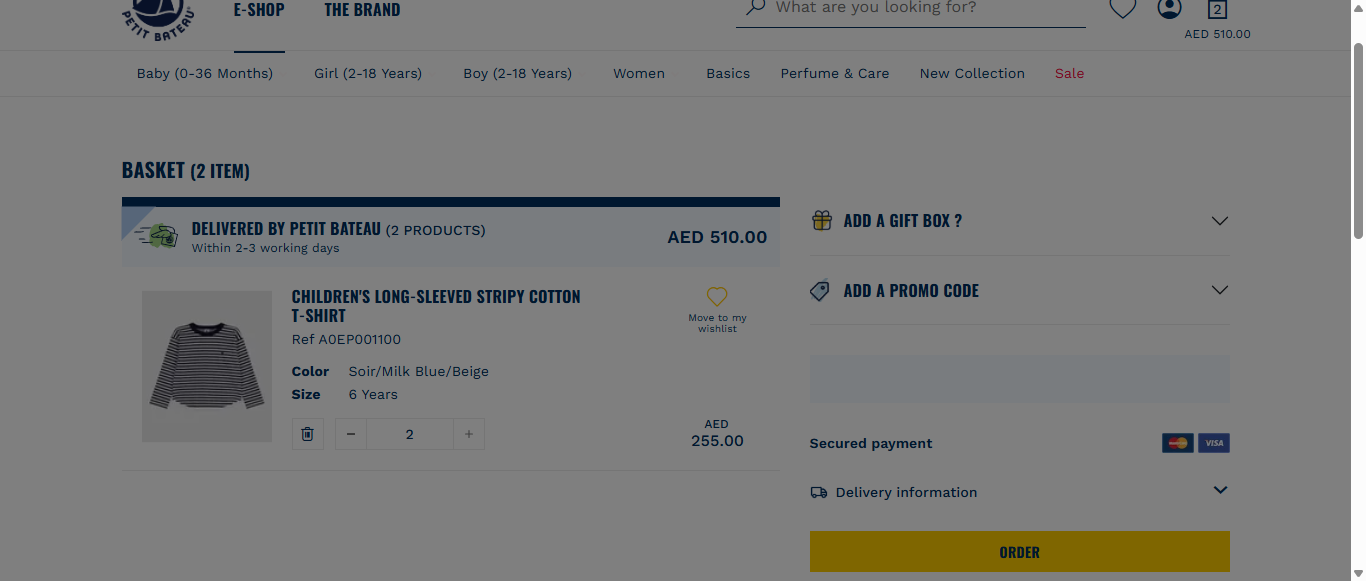 PETIT BATEAU
E-SHOP
THE BRAND
What are you looking for?
2
AED 510.00
Baby (0-36 Months)
Girl (2-18 Years)
Boy (2-18 Years)
Women
Basics
Perfume & Care
New Collection
Sale
BASKET (2 ITEM)
DELIVERED BY PETIT BATEAU (2 PRODUCTS)
Within 2-3 working days
AED 510.00
CHILDREN'S LONG-SLEEVED STRIPY COTTON
T-SHIRT
Ref A0EP001100
Color Soir/Milk Blue/Beige
Size 6 Years
− 2 +
Move to my
wishlist
AED
255.00
ADD A GIFT BOX ?
ADD A PROMO CODE
Secured payment
VISA
Delivery information
ORDER